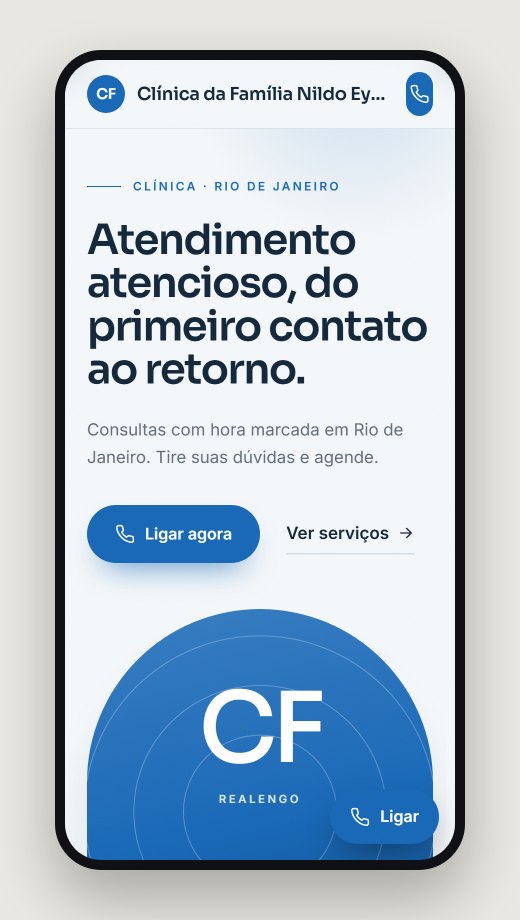 CF
Clínica da Família Nildo Ey...
CLÍNICA · RIO DE JANEIRO
Atendimento
atencioso, do
primeiro contato
ao retorno.
Consultas com hora marcada em Rio de
Janeiro. Tire suas dúvidas e agende.
Ligar agora
Ver serviços →
CF
REALENGO
Ligar